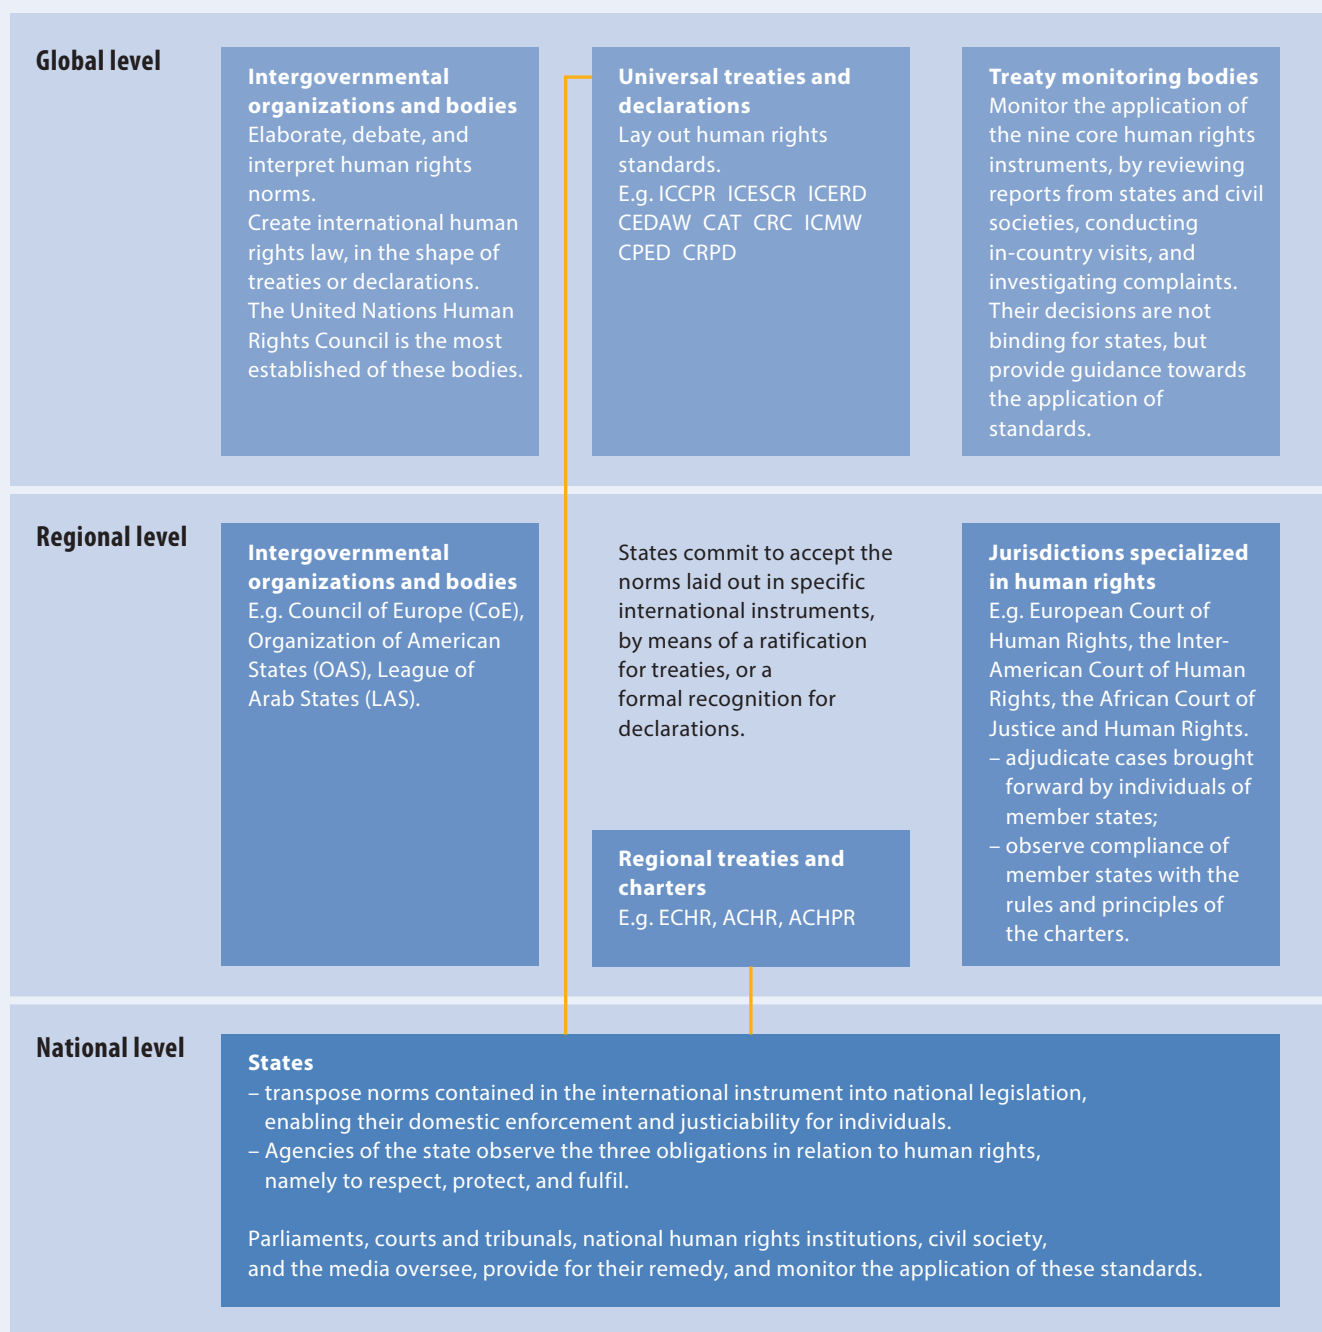 Global level
Intergovernmental
organizations and bodies
Elaborate, debate, and
interpret human rights
norms.
Create international human
rights law, in the shape of
treaties or declarations.
The United Nations Human
Rights Council is the most
established of these bodies.
Universal treaties and
declarations
Lay out human rights
standards.
E.g. ICCPR ICESCR ICERD
CEDAW CAT CRC ICMW
CPED CRPD
Treaty monitoring bodies
Monitor the application of
the nine core human rights
instruments, by reviewing
reports from states and civil
societies, conducting
in-country visits, and
investigating complaints.
Their decisions are not
binding for states, but
provide guidance towards
the application of
standards.
Regional level
Intergovernmental
organizations and bodies
E.g. Council of Europe (CoE),
Organization of American
States (OAS), League of
Arab States (LAS).
States commit to accept the
norms laid out in specific
international instruments,
by means of a ratification
for treaties, or a
formal recognition for
declarations.
Regional treaties and
charters
E.g. ECHR, ACHR, ACHPR
Jurisdictions specialized
in human rights
E.g. European Court of
Human Rights, the Inter-
American Court of Human
Rights, the African Court of
Justice and Human Rights.
– adjudicate cases brought
forward by individuals of
member states;
– observe compliance of
member states with the
rules and principles of
the charters.
National level
States
– transpose norms contained in the international instrument into national legislation,
enabling their domestic enforcement and justiciability for individuals.
– Agencies of the state observe the three obligations in relation to human rights,
namely to respect, protect, and fulfil.
Parliaments, courts and tribunals, national human rights institutions, civil society,
and the media oversee, provide for their remedy, and monitor the application of these standards.